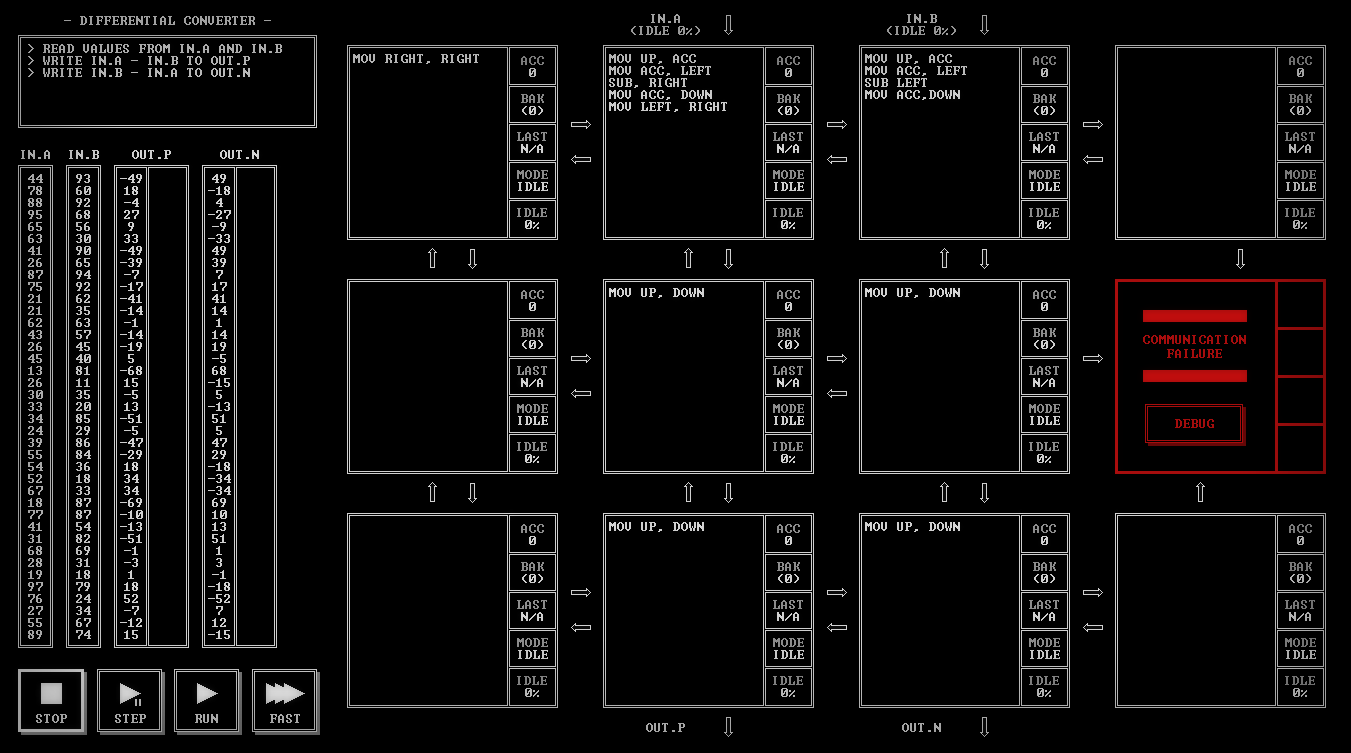 - DIFFERENTIAL CONVERTER -
> READ VALUES FROM IN.A AND IN.B
> WRITE IN.A - IN.B TO OUT.P
> WRITE IN.B - IN.A TO OUT.N
IN.A IN.B OUT.P OUT.N
44 93 -49 49
78 60 18 -18
88 92 -4 4
95 68 27 -27
65 56 9 -9
63 30 33 -33
41 90 -49 49
26 65 -39 39
87 94 -7 7
75 92 -17 17
21 62 -41 41
21 35 -14 14
62 63 -1 1
43 57 -14 14
26 45 -19 19
45 40 5 -5
13 81 -68 68
26 11 15 -15
30 35 -5 5
33 20 13 -13
34 85 -51 51
24 29 -5 5
39 86 -47 47
55 84 -29 29
54 36 18 -18
52 18 34 -34
67 33 34 -34
18 87 -69 69
77 87 -10 10
41 54 -13 13
31 82 -51 51
68 69 -1 1
28 31 -3 3
19 18 1 -1
97 79 18 -18
76 24 52 -52
27 34 -7 7
55 67 -12 12
89 74 15 -15
STOP
STEP
RUN
FAST
IN.A
(IDLE 0%)
IN.B
(IDLE 0%)
MOV RIGHT, RIGHT
ACC
0
BAK
(0)
LAST
N/A
MODE
IDLE
IDLE
0%
MOV UP, ACC
MOV ACC, LEFT
SUB, RIGHT
MOV ACC, DOWN
MOV LEFT, RIGHT
ACC
0
BAK
(0)
LAST
N/A
MODE
IDLE
IDLE
0%
MOV UP, ACC
MOV ACC, LEFT
SUB LEFT
MOV ACC,DOWN
ACC
0
BAK
(0)
LAST
N/A
MODE
IDLE
IDLE
0%
ACC
0
BAK
(0)
LAST
N/A
MODE
IDLE
IDLE
0%
ACC
0
BAK
(0)
LAST
N/A
MODE
IDLE
IDLE
0%
MOV UP, DOWN
ACC
0
BAK
(0)
LAST
N/A
MODE
IDLE
IDLE
0%
MOV UP, DOWN
ACC
0
BAK
(0)
LAST
N/A
MODE
IDLE
IDLE
0%
COMMUNICATION
FAILURE
DEBUG
ACC
0
BAK
(0)
LAST
N/A
MODE
IDLE
IDLE
0%
MOV UP, DOWN
ACC
0
BAK
(0)
LAST
N/A
MODE
IDLE
IDLE
0%
MOV UP, DOWN
ACC
0
BAK
(0)
LAST
N/A
MODE
IDLE
IDLE
0%
ACC
0
BAK
(0)
LAST
N/A
MODE
IDLE
IDLE
0%
OUT.P
OUT.N